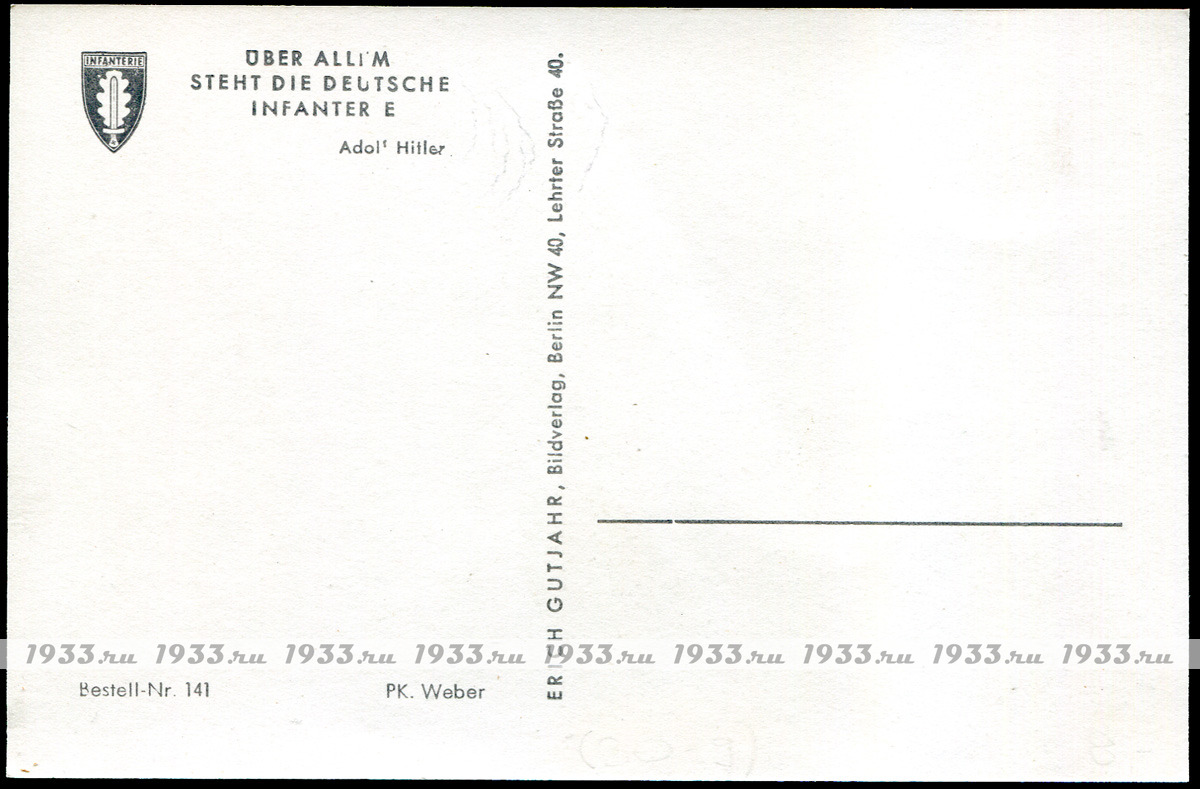 INFANTERIE
ÜBER ALLEM
STEHT DIE DEUTSCHE
INFANTERIE
Adolf Hitler
ERICH GUTJAHR, Bildverlag, Berlin NW 40, Lehrter Straße 40.
1933.ru 1933.ru 1933.ru 1933.ru 1933.ru 1933.ru 1933.ru 1933.ru 1933.ru
Bestell-Nr. 141
PK. Weber